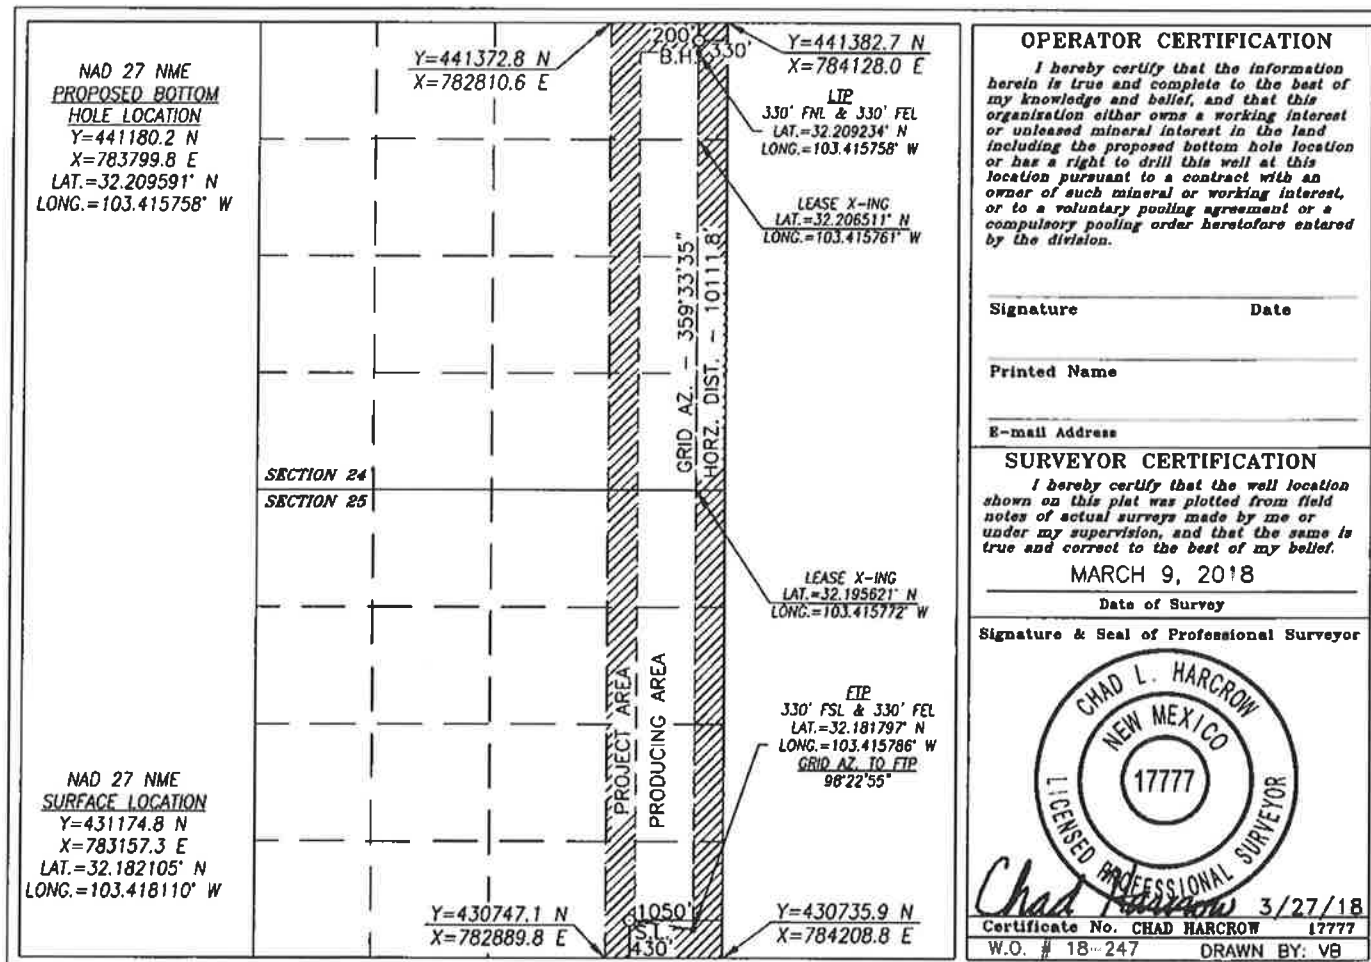 NAD 27 NME
PROPOSED BOTTOM
HOLE LOCATION
Y=441180.2 N
X=783799.8 E
LAT.=32.209591° N
LONG.=103.415758° W
NAD 27 NME
SURFACE LOCATION
Y=431174.8 N
X=783157.3 E
LAT.=32.182105° N
LONG.=103.418110° W
SECTION 24
SECTION 25
Y=441372.8 N
X=782810.6 E
200'
B.H.
330'
Y=441382.7 N
X=784128.0 E
LTP
330' FNL & 330' FEL
LAT.=32.209234° N
LONG.=103.415758° W
LEASE X-ING
LAT.=32.206511° N
LONG.=103.415761° W
GRID AZ. - 359°33'35"
HORZ. DIST. - 10111.8'
LEASE X-ING
LAT.=32.195621° N
LONG.=103.415772° W
PROJECT AREA
PRODUCING AREA
FTP
330' FSL & 330' FEL
LAT.=32.181797° N
LONG.=103.415786° W
GRID AZ. TO FTP
98°22'55"
Y=430747.1 N
X=782889.8 E
1050'
S.L.
430'
Y=430735.9 N
X=784208.8 E
OPERATOR CERTIFICATION
I hereby certify that the information
herein is true and complete to the best of
my knowledge and belief, and that this
organization either owns a working interest
or unleased mineral interest in the land
including the proposed bottom hole location
or has a right to drill this well at this
location pursuant to a contract with an
owner of such mineral or working interest,
or to a voluntary pooling agreement or a
compulsory pooling order heretofore entered
by the division.
Signature Date
Printed Name
E-mail Address
SURVEYOR CERTIFICATION
I hereby certify that the well location
shown on this plat was plotted from field
notes of actual surveys made by me or
under my supervision, and that the same is
true and correct to the best of my belief.
MARCH 9, 2018
Date of Survey
Signature & Seal of Professional Surveyor
CHAD L. HARCROW
NEW MEXICO
17777
LICENSED PROFESSIONAL SURVEYOR
Chad Harcrow 3/27/18
Certificate No. CHAD HARCROW 17777
W.O. # 18-247 DRAWN BY: VB